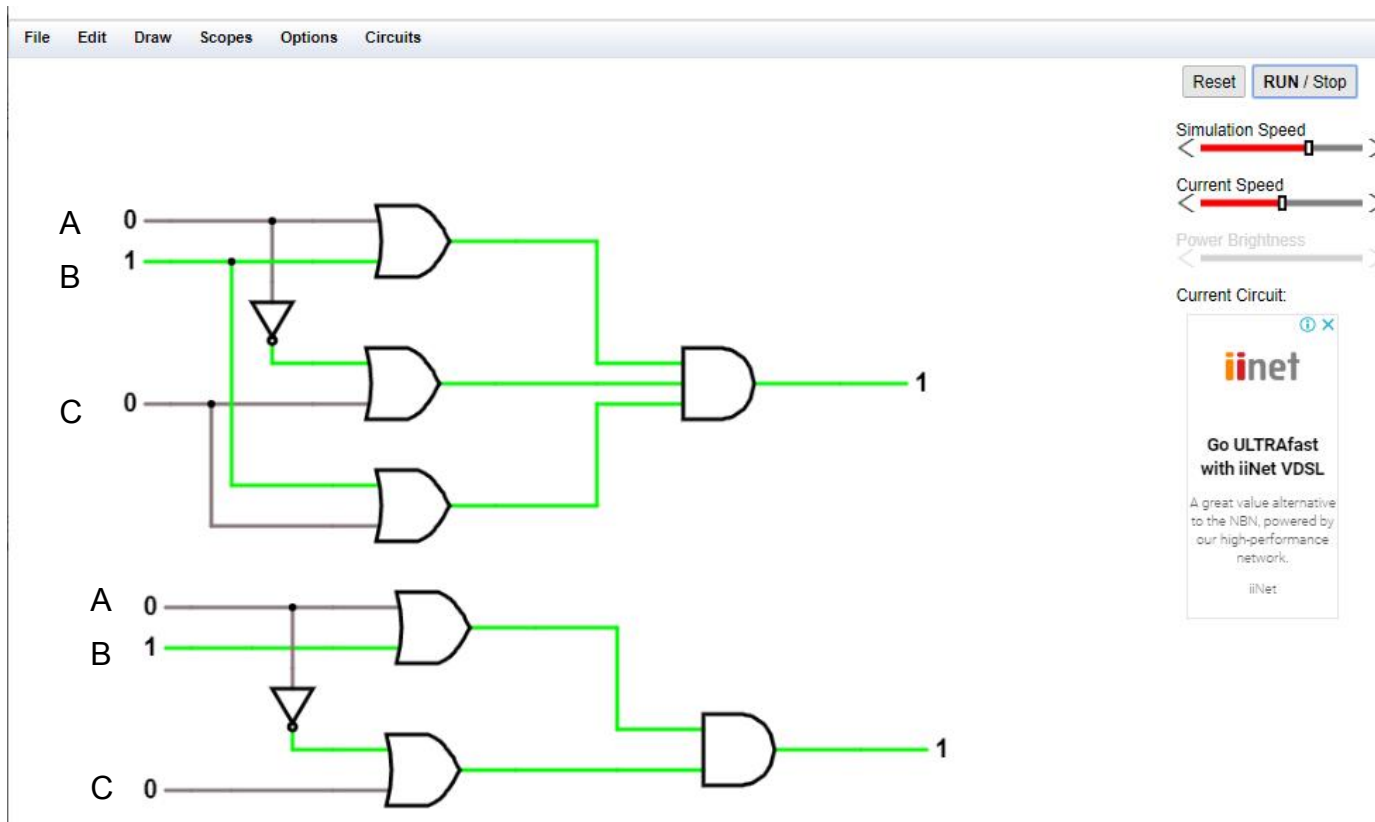 File Edit Draw Scopes Options Circuits
Reset RUN / Stop
Simulation Speed
Current Speed
Power Brightness
Current Circuit:
iinet
Go ULTRAfast
with iiNet VDSL
A great value alternative
to the NBN, powered by
our high-performance
network.
iiNet
A 0
B 1
C 0
1
A 0
B 1
C 0
1